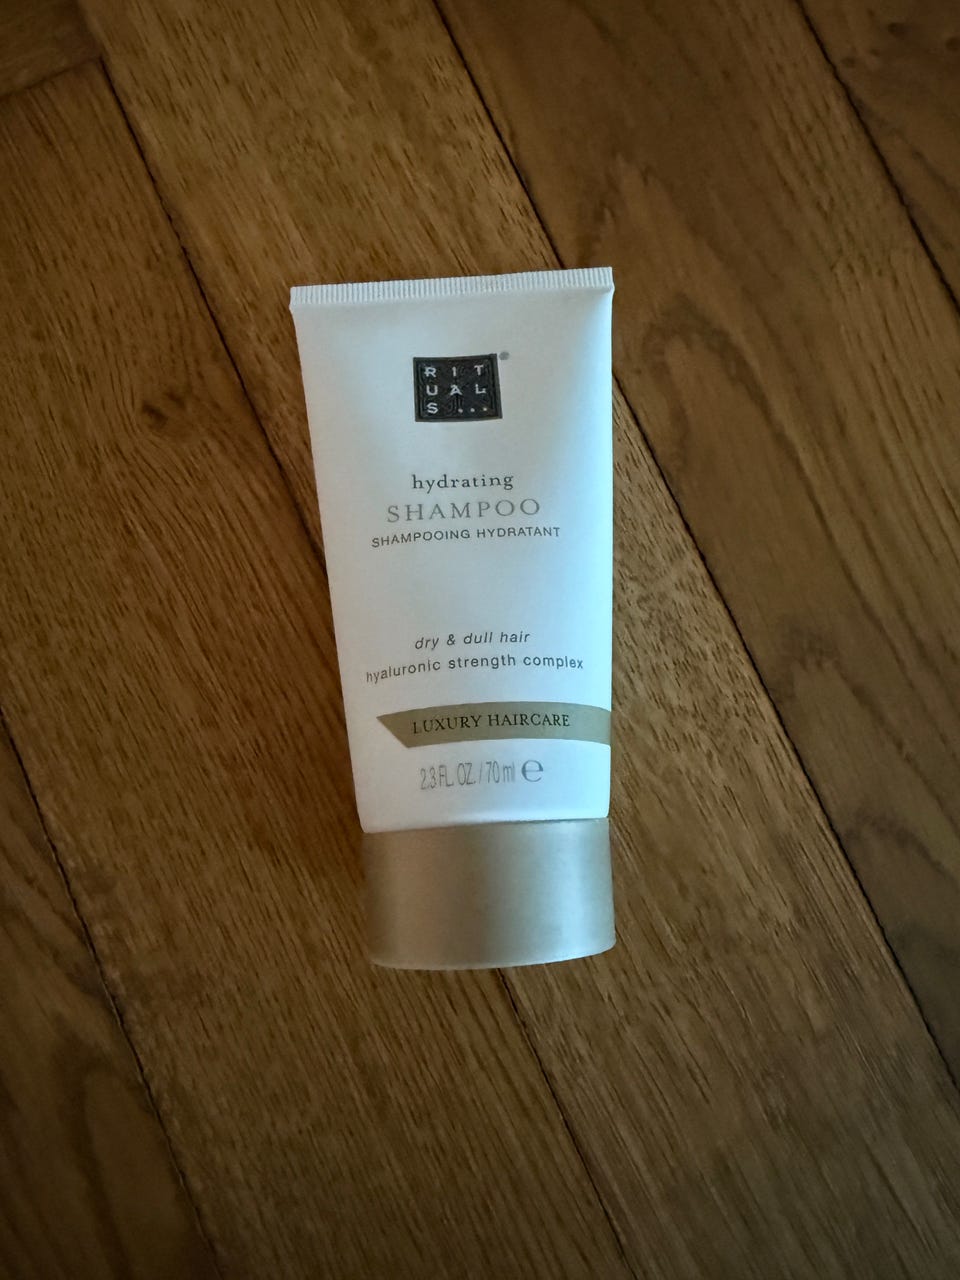 RIT
UAL
S...
®
hydrating
SHAMPOO
SHAMPOOING HYDRATANT
dry & dull hair
hyaluronic strength complex
LUXURY HAIRCARE
2.3 FL. OZ. / 70 ml ℮